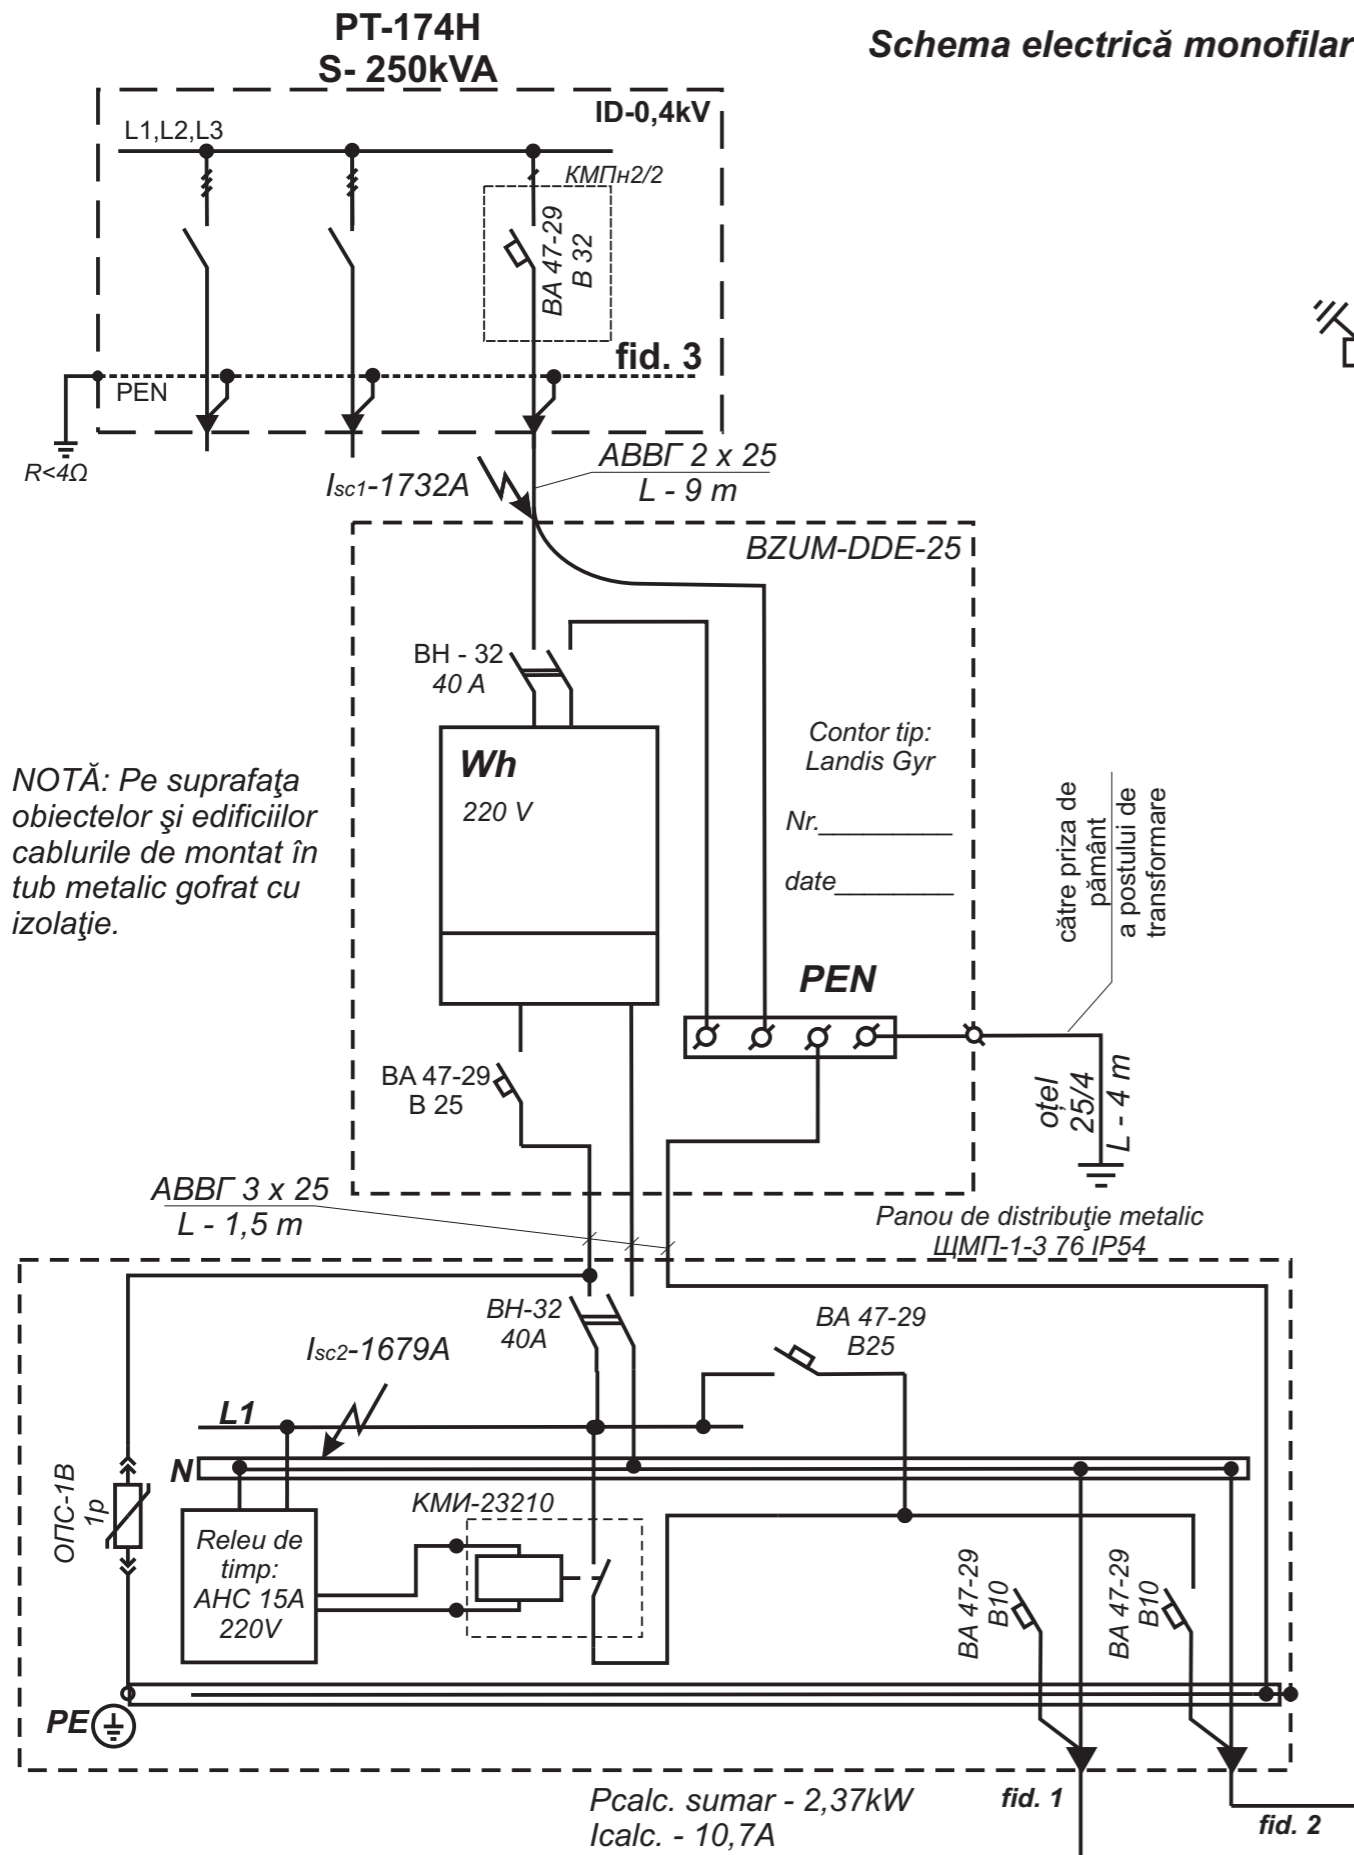 PT-174H
S- 250kVA
Schema electrică monofilar
ID-0,4kV
L1,L2,L3
КМПн2/2
ВА 47-29
В 32
fid. 3
PEN
R<4Ω
АВВГ 2 x 25
L - 9 m
Isc1-1732A
BZUM-DDE-25
ВН - 32
40 A
Wh
220 V
Contor tip:
Landis Gyr
Nr.________
date________
NOTĂ: Pe suprafaţa
obiectelor şi edificiilor
cablurile de montat în
tub metalic gofrat cu
izolaţie.
către priza de
pământ
a postului de
transformare
PEN
ВА 47-29
В 25
oțel
25/4
L - 4 m
АВВГ 3 x 25
L - 1,5 m
Panou de distribuţie metalic
ЩМП-1-3 76 IP54
ВН-32
40A
ВА 47-29
B25
Isc2-1679A
L1
N
ОПС-1В
1р
КМИ-23210
Releu de
timp:
AHC 15A
220V
ВА 47-29
B10
ВА 47-29
B10
PE
Pcalc. sumar - 2,37kW
Icalc. - 10,7A
fid. 1
fid. 2